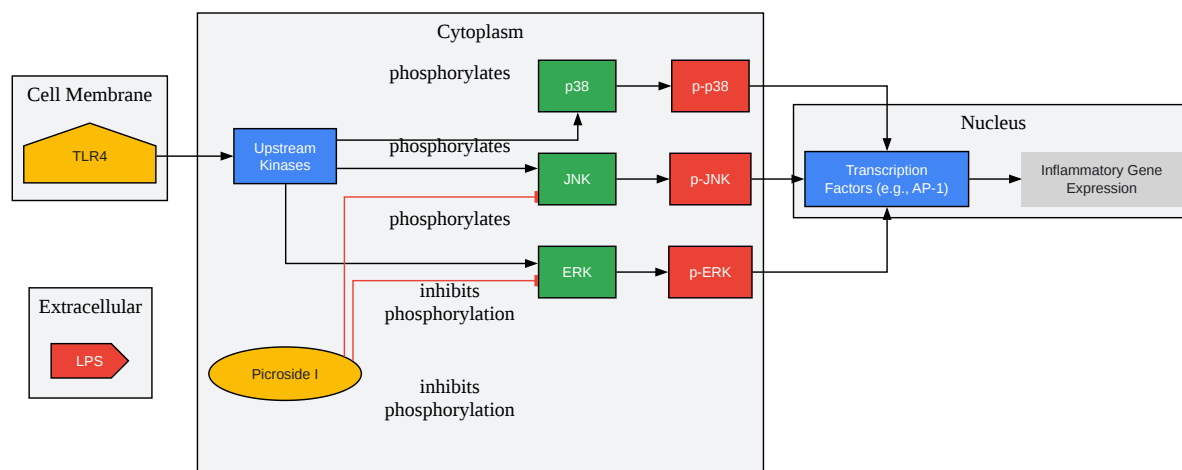 Cytoplasm
phosphorylates
p38
p-p38
Cell Membrane
TLR4
Upstream
Kinases
phosphorylates
JNK
p-JNK
Nucleus
Transcription
Factors (e.g., AP-1)
Inflammatory Gene
Expression
phosphorylates
ERK
p-ERK
inhibits
phosphorylation
Extracellular
LPS
Picroside I
inhibits
phosphorylation